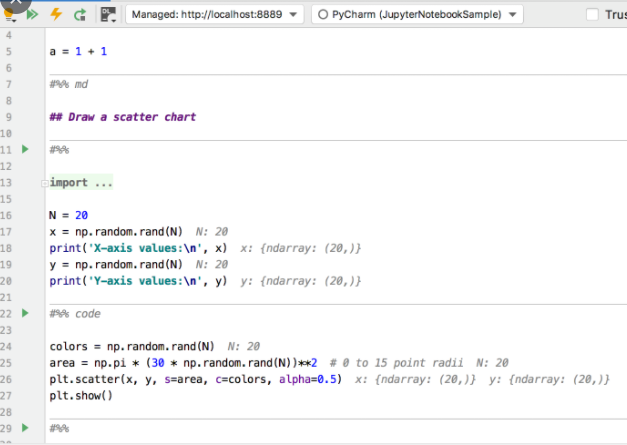 DL Managed: http://localhost:8889 PyCharm (JupyterNotebookSample) Trus
4
5 a = 1 + 1
6
7 #%% md
8
9 ## Draw a scatter chart
10
11 #%%
12
13 import ...
15
16 N = 20
17 x = np.random.rand(N) N: 20
18 print('X-axis values:\n', x) x: {ndarray: (20,)}
19 y = np.random.rand(N) N: 20
20 print('Y-axis values:\n', y) y: {ndarray: (20,)}
21
22 #%% code
23
24 colors = np.random.rand(N) N: 20
25 area = np.pi * (30 * np.random.rand(N))**2 # 0 to 15 point radii N: 20
26 plt.scatter(x, y, s=area, c=colors, alpha=0.5) x: {ndarray: (20,)} y: {ndarray: (20,)}
27 plt.show()
28
29 #%%